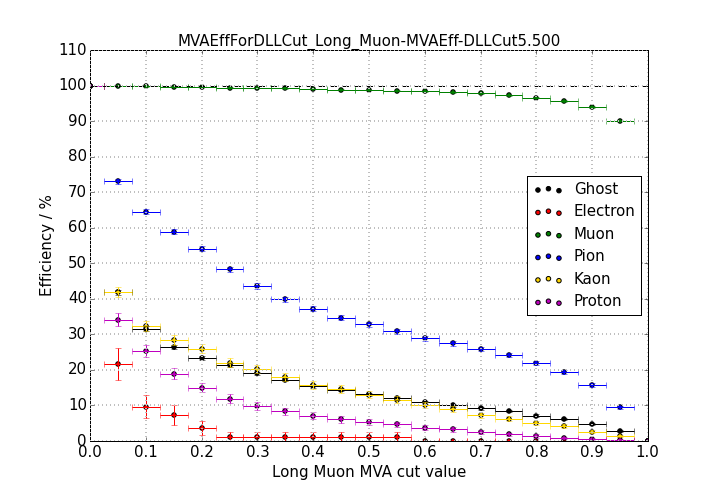 MVAEffForDLLCut_Long_Muon-MVAEff-DLLCut5.500
110
100
90
80
70
60
50
40
30
20
10
0
Efficiency / %
Ghost
Electron
Muon
Pion
Kaon
Proton
0.0 0.1 0.2 0.3 0.4 0.5 0.6 0.7 0.8 0.9 1.0
Long Muon MVA cut value